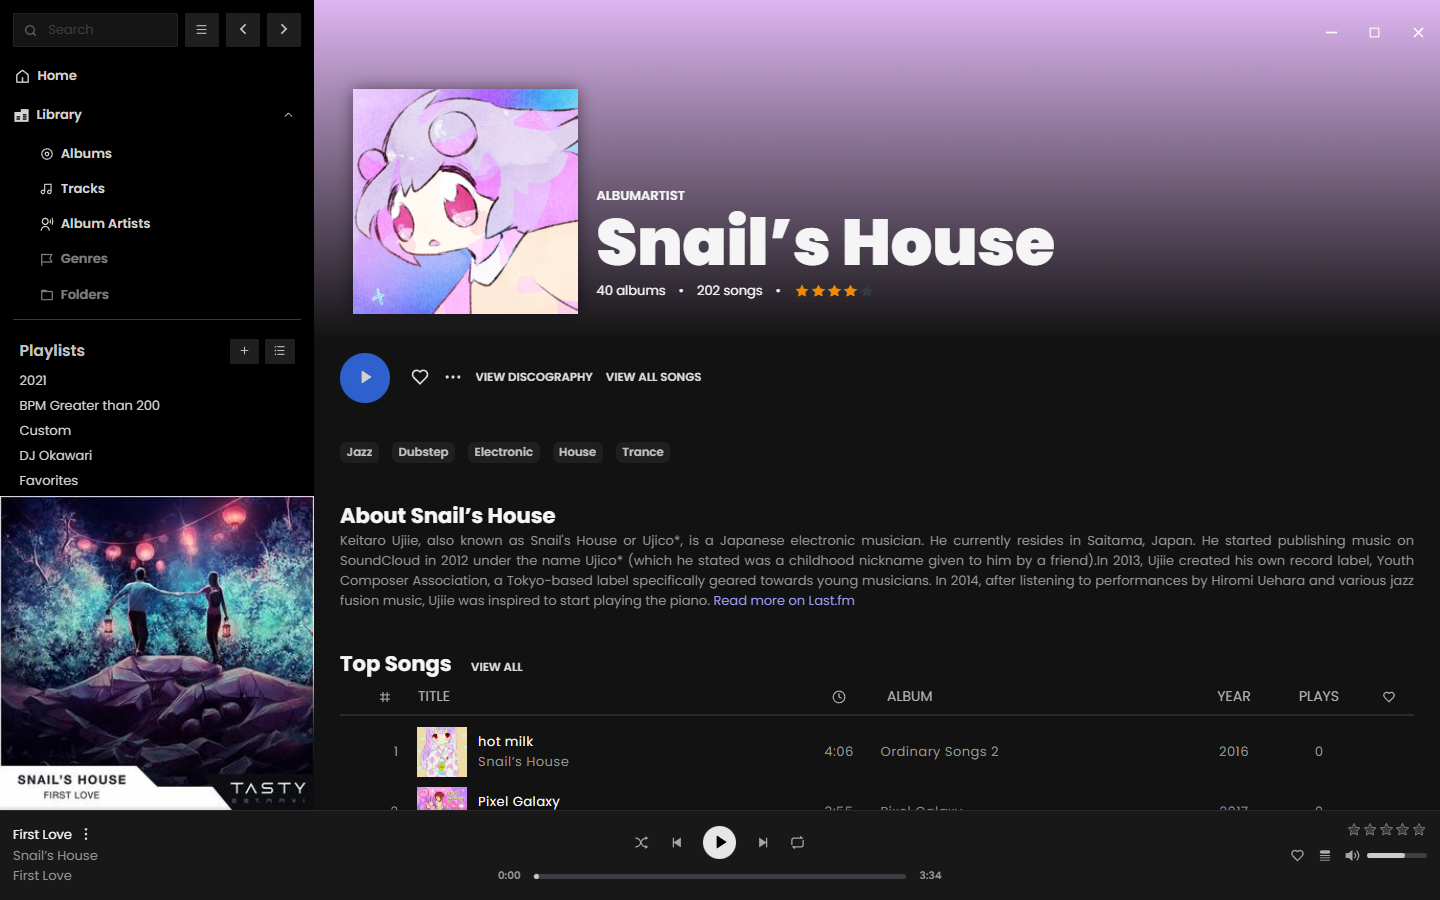 Search
Home
Library
Albums
Tracks
Album Artists
Genres
Folders
Playlists
2021
BPM Greater than 200
Custom
DJ Okawari
Favorites
SNAIL'S HOUSE
FIRST LOVE
TASTY
ALBUMARTIST
Snail’s House
40 albums • 202 songs •
VIEW DISCOGRAPHY VIEW ALL SONGS
Jazz Dubstep Electronic House Trance
About Snail’s House
Keitaro Ujiie, also known as Snail's House or Ujico*, is a Japanese electronic musician. He currently resides in Saitama, Japan. He started publishing music on
SoundCloud in 2012 under the name Ujico* (which he stated was a childhood nickname given to him by a friend).In 2013, Ujiie created his own record label, Youth
Composer Association, a Tokyo-based label specifically geared towards young musicians. In 2014, after listening to performances by Hiromi Uehara and various jazz
fusion music, Ujiie was inspired to start playing the piano. Read more on Last.fm
Top Songs VIEW ALL
# TITLE ALBUM YEAR PLAYS
1 hot milk 4:06 Ordinary Songs 2 2016 0
Snail’s House
2 Pixel Galaxy 3:55 Pixel Galaxy 2017 0
First Love
Snail’s House
First Love
0:00 3:34